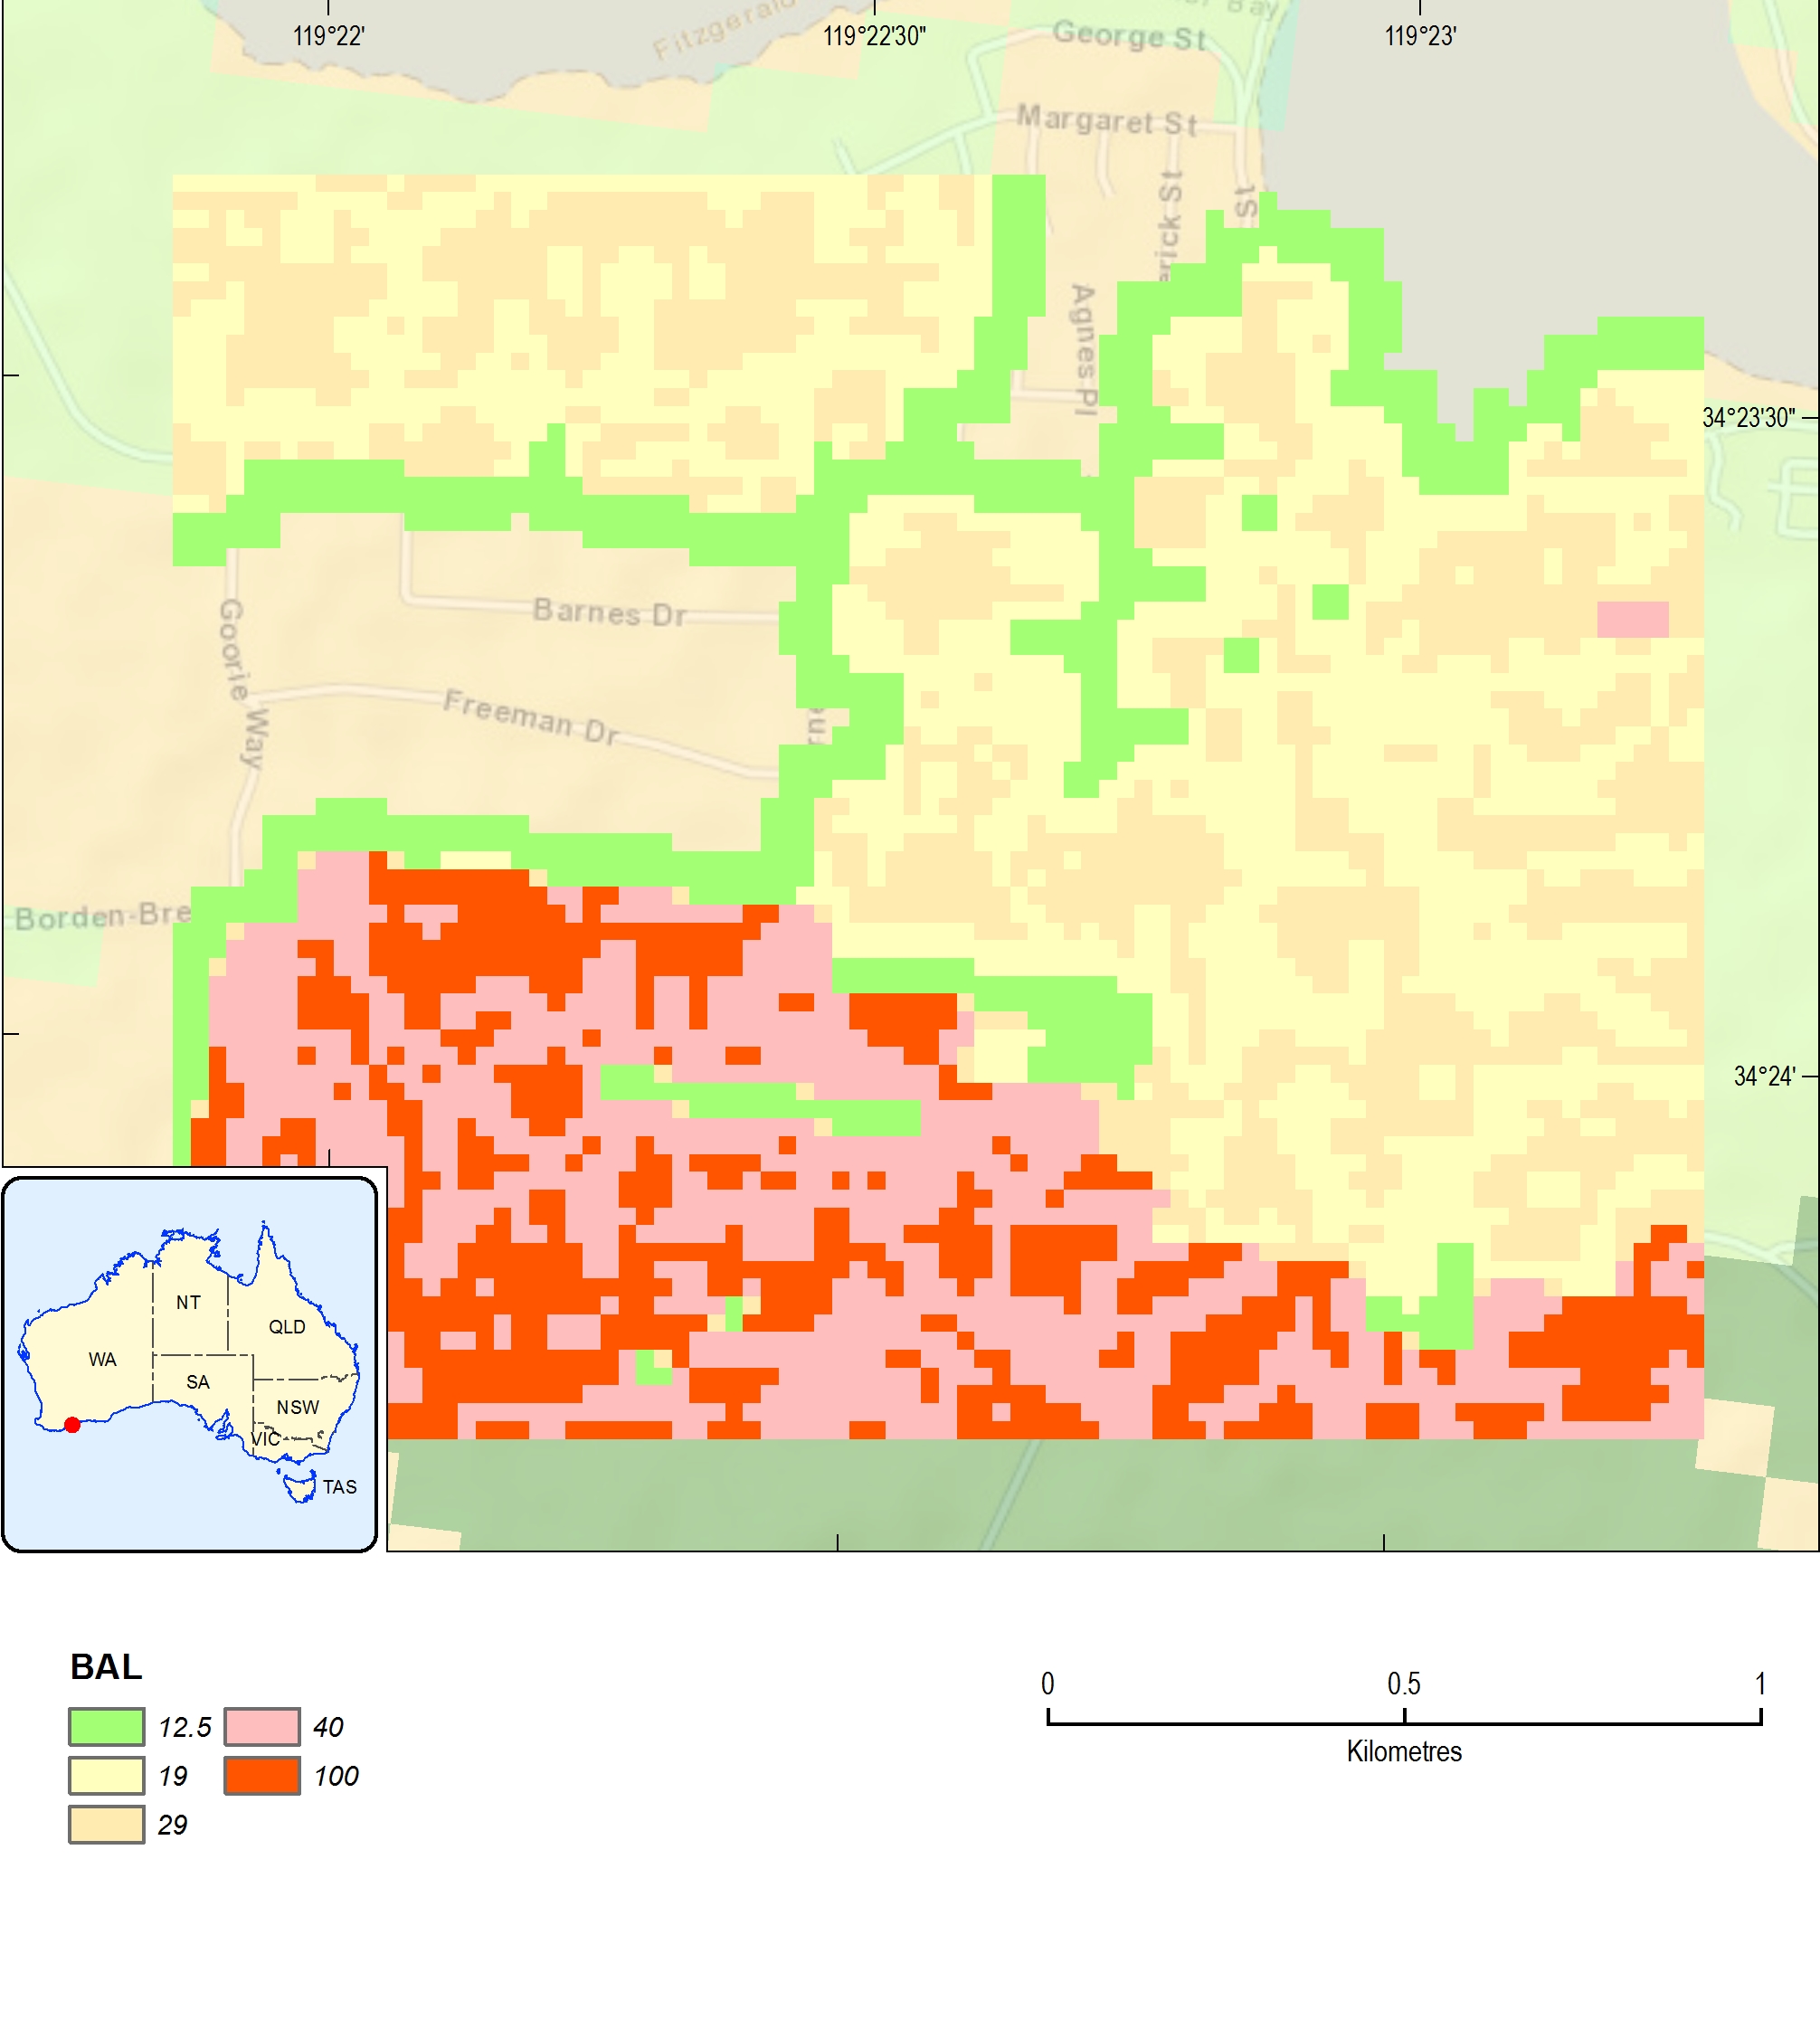 Bay
119°22' 119°22'30" 119°23'
Fitzgerald
George St
Margaret St
erick St
St
Agnes Pl
34°23'30"
Barnes Dr
Goorie Way
Freeman Dr
rne
Borden-Bre
34°24'
NT
QLD
WA
SA
NSW
VIC
TAS
BAL
12.5 40
19 100
29
0 0.5 1
Kilometres